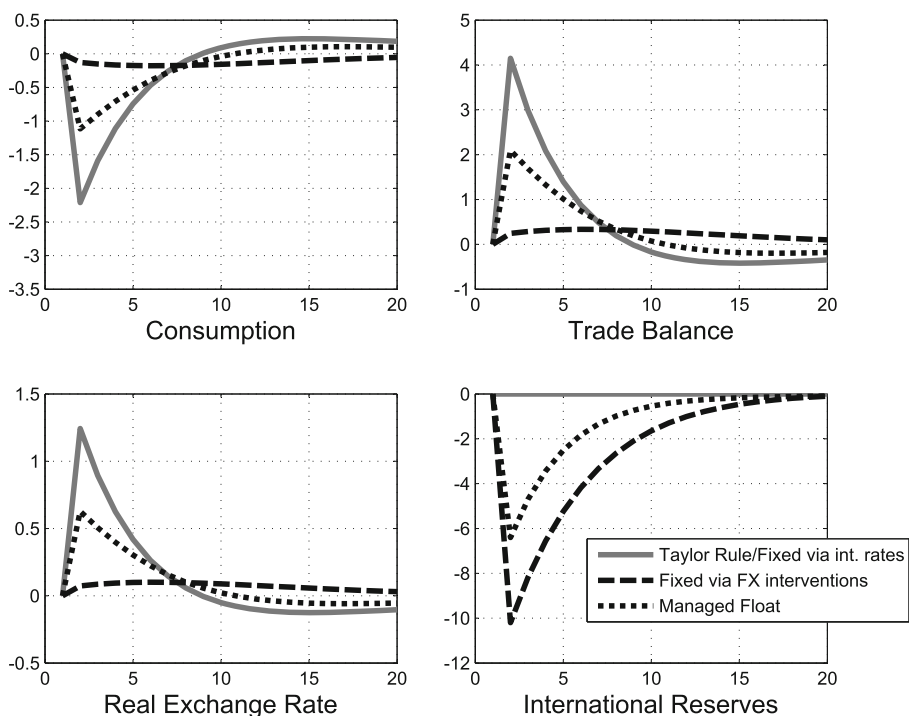 0.5
0
-0.5
-1
-1.5
-2
-2.5
-3
-3.5
0 5 10 15 20
Consumption
5
4
3
2
1
0
-1
0 5 10 15 20
Trade Balance
1.5
1
0.5
0
-0.5
0 5 10 15 20
Real Exchange Rate
0
-2
-4
-6
-8
-10
-12
0 5 10 15 20
International Reserves
Taylor Rule/Fixed via int. rates
Fixed via FX interventions
Managed Float